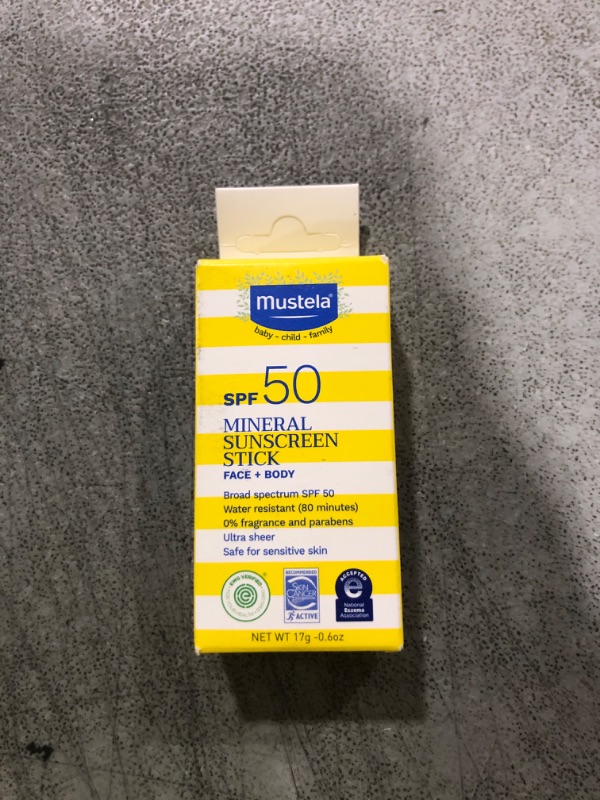 mustela®
baby - child - family
SPF 50
MINERAL
SUNSCREEN
STICK
FACE + BODY
Broad spectrum SPF 50
Water resistant (80 minutes)
0% fragrance and parabens
Ultra sheer
Safe for sensitive skin
EWG VERIFIED
RECOMMENDED
SKIN
CANCER
ACTIVE
ACCEPTED
National
Eczema
Association
NET WT 17g -0.6oz